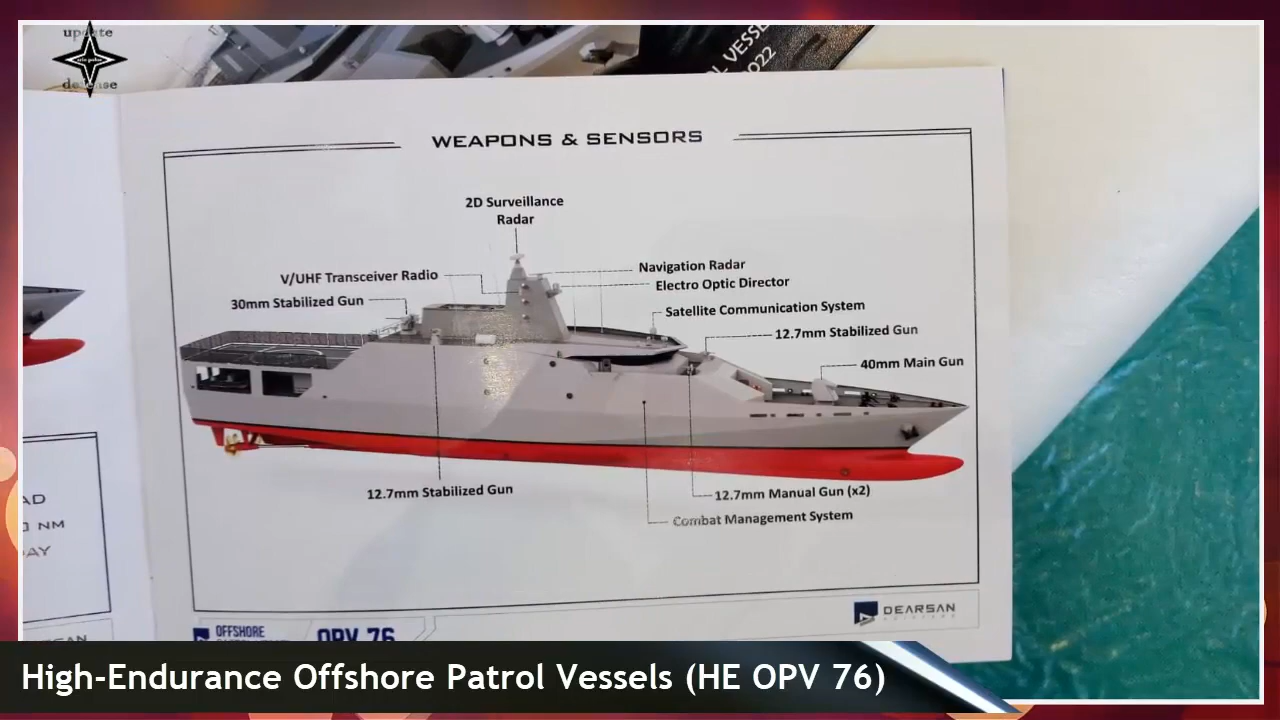 update
defense
L VESSE
2022
WEAPONS & SENSORS
2D Surveillance
Radar
V/UHF Transceiver Radio
Navigation Radar
Electro Optic Director
30mm Stabilized Gun
Satellite Communication System
12.7mm Stabilized Gun
40mm Main Gun
12.7mm Stabilized Gun
12.7mm Manual Gun (x2)
Combat Management System
AD
NM
AY
DEARSAN
OFFSHORE
OPV 76
High-Endurance Offshore Patrol Vessels (HE OPV 76)